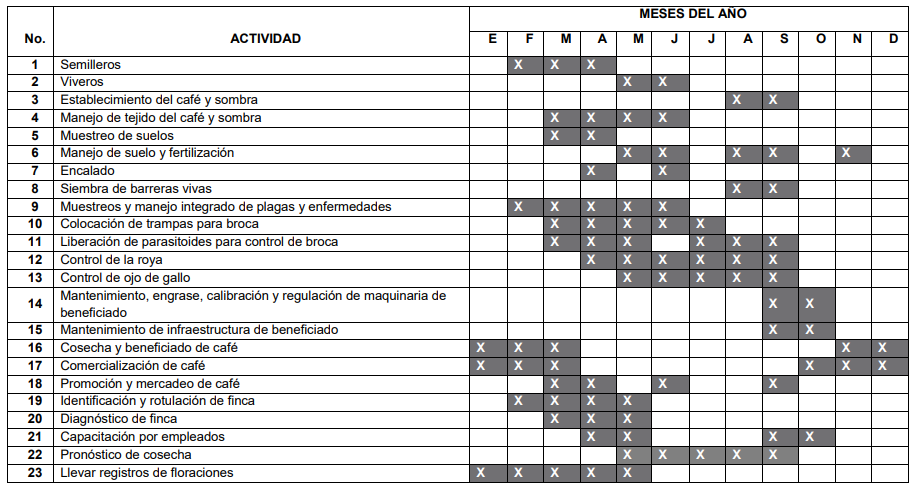 MESES DEL AÑO
No. ACTIVIDAD E F M A M J J A S O N D
1 Semilleros X X X
2 Viveros X X
3 Establecimiento del café y sombra X X
4 Manejo de tejido del café y sombra X X X X
5 Muestreo de suelos X X
6 Manejo de suelo y fertilización X X X X X
7 Encalado X X
8 Siembra de barreras vivas X X
9 Muestreos y manejo integrado de plagas y enfermedades X X X X X
10 Colocación de trampas para broca X X X X X
11 Liberación de parasitoides para control de broca X X X X X X
12 Control de la roya X X X X X X
13 Control de ojo de gallo X X X X X
14 Mantenimiento, engrase, calibración y regulación de maquinaria de
beneficiado X X
15 Mantenimiento de infraestructura de beneficiado X X
16 Cosecha y beneficiado de café X X X X X
17 Comercialización de café X X X X X X
18 Promoción y mercadeo de café X X X X
19 Identificación y rotulación de finca X X X X
20 Diagnóstico de finca X X X
21 Capacitación por empleados X X X X
22 Pronóstico de cosecha X X X X X
23 Llevar registros de floraciones X X X X X